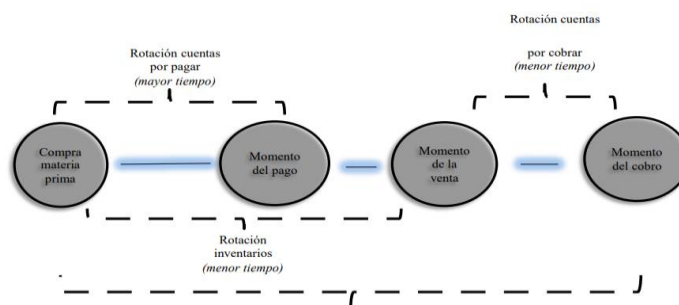 Rotación cuentas
por pagar
(mayor tiempo)
Rotación cuentas
por cobrar
(menor tiempo)
Compra
materia
prima
Momento
del pago
Momento
de la
venta
Momento
del cobro
Rotación
inventarios
(menor tiempo)